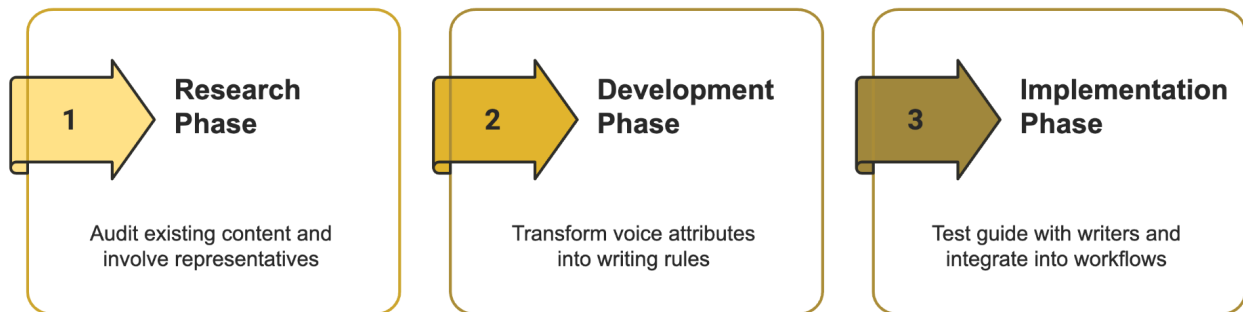 1
Research
Phase
Audit existing content and
involve representatives
2
Development
Phase
Transform voice attributes
into writing rules
3
Implementation
Phase
Test guide with writers and
integrate into workflows